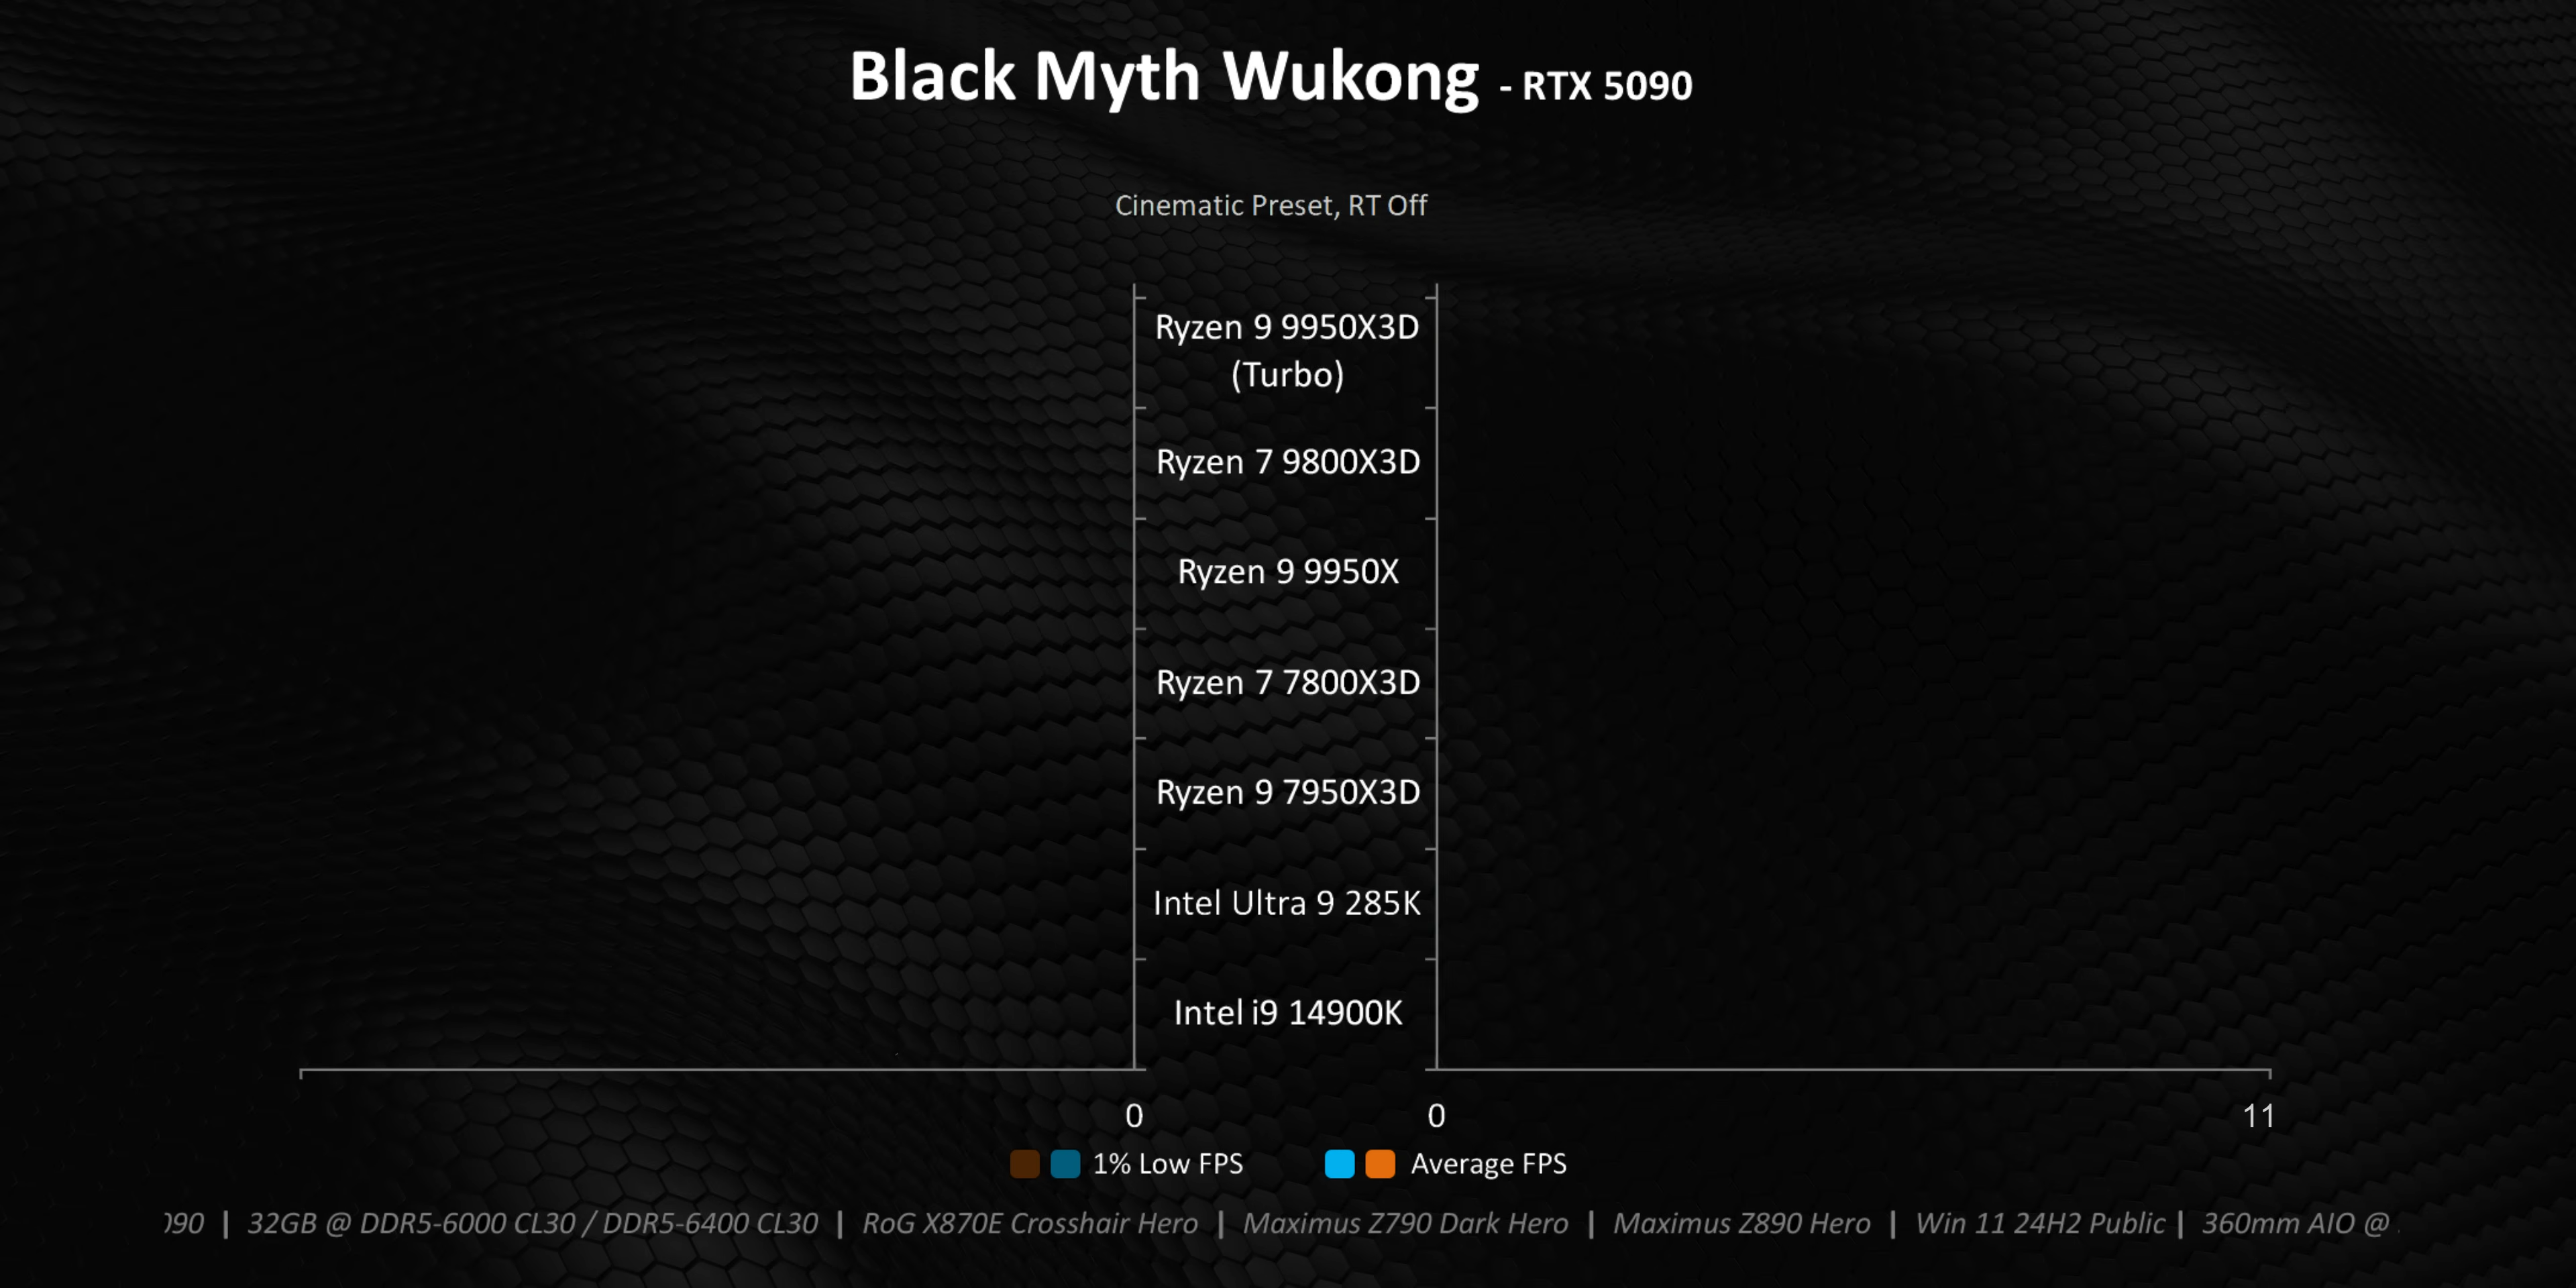 Black Myth Wukong - RTX 5090
Cinematic Preset, RT Off
Ryzen 9 9950X3D
(Turbo)
Ryzen 7 9800X3D
Ryzen 9 9950X
Ryzen 7 7800X3D
Ryzen 9 7950X3D
Intel Ultra 9 285K
Intel i9 14900K
0 0 11
1% Low FPS Average FPS
090 | 32GB @ DDR5-6000 CL30 / DDR5-6400 CL30 | RoG X870E Crosshair Hero | Maximus Z790 Dark Hero | Maximus Z890 Hero | Win 11 24H2 Public | 360mm AIO @